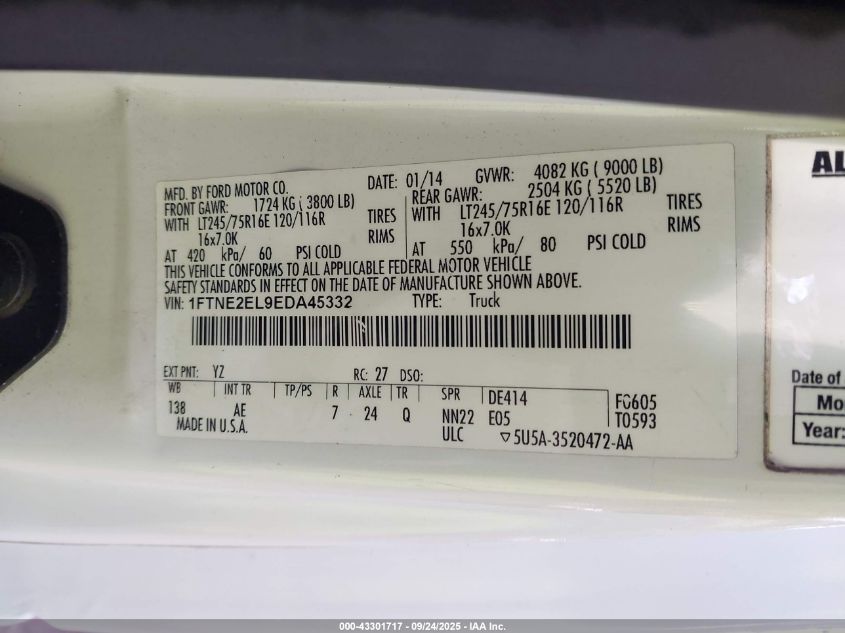 MFD. BY FORD MOTOR CO. DATE: 01/14 GVWR: 4082 KG ( 9000 LB)
FRONT GAWR: 1724 KG ( 3800 LB) REAR GAWR: 2504 KG ( 5520 LB)
WITH LT245/75R16E 120/116R TIRES WITH LT245/75R16E 120/116R TIRES
16x7.0K RIMS 16x7.0K RIMS
AT 420 kPa/ 60 PSI COLD AT 550 kPa/ 80 PSI COLD
THIS VEHICLE CONFORMS TO ALL APPLICABLE FEDERAL MOTOR VEHICLE
SAFETY STANDARDS IN EFFECT ON THE DATE OF MANUFACTURE SHOWN ABOVE.
VIN: 1FTNE2EL9EDA45332 TYPE: Truck
EXT PNT: YZ RC: 27 DSO:
WB INT TR TP/PS R AXLE TR SPR DE414 F0605
138 AE 7 24 Q NN22 E05 T0593
MADE IN U.S.A. ULC ▽5U5A-3520472-AA
AL
Date of
Mo
Year:
000-43301717 - 09/24/2025 - IAA Inc.